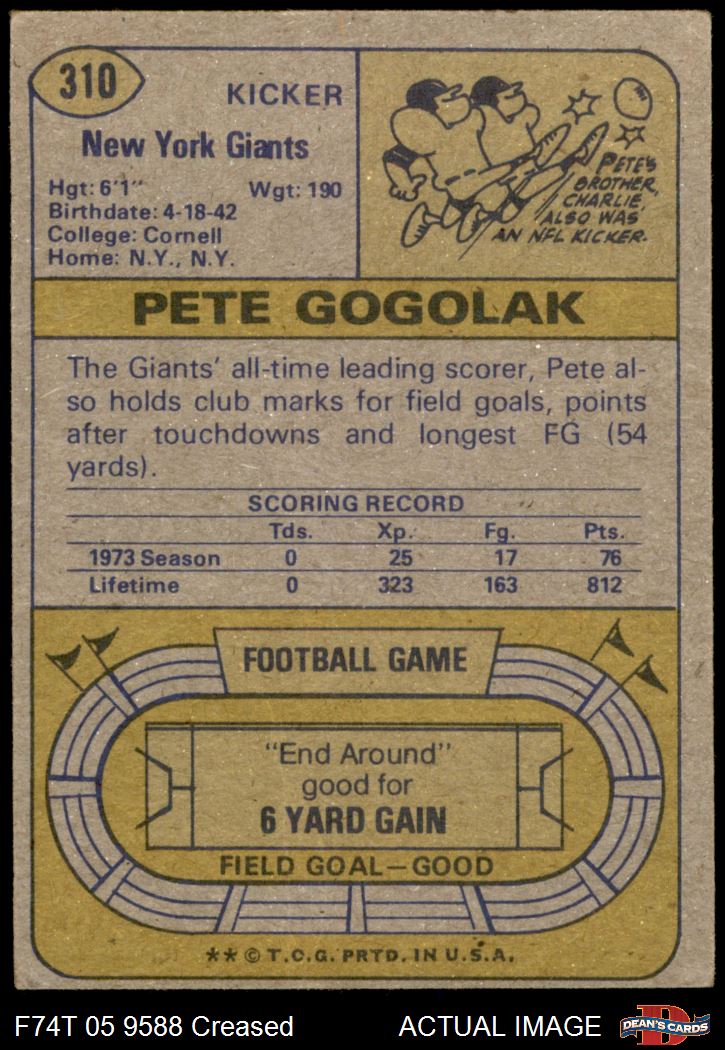 310
KICKER
New York Giants
Hgt: 6'1" Wgt: 190
Birthdate: 4-18-42
College: Cornell
Home: N.Y., N.Y.
PETE'S
BROTHER,
CHARLIE,
ALSO WAS
AN NFL KICKER.
PETE GOGOLAK
The Giants' all-time leading scorer, Pete al-
so holds club marks for field goals, points
after touchdowns and longest FG (54
yards).
SCORING RECORD
Tds. Xp. Fg. Pts.
1973 Season 0 25 17 76
Lifetime 0 323 163 812
FOOTBALL GAME
"End Around"
good for
6 YARD GAIN
FIELD GOAL—GOOD
** © T.C.G. PRTD. IN U.S.A.
F74T 05 9588 Creased ACTUAL IMAGE
D
DEAN'S CARDS